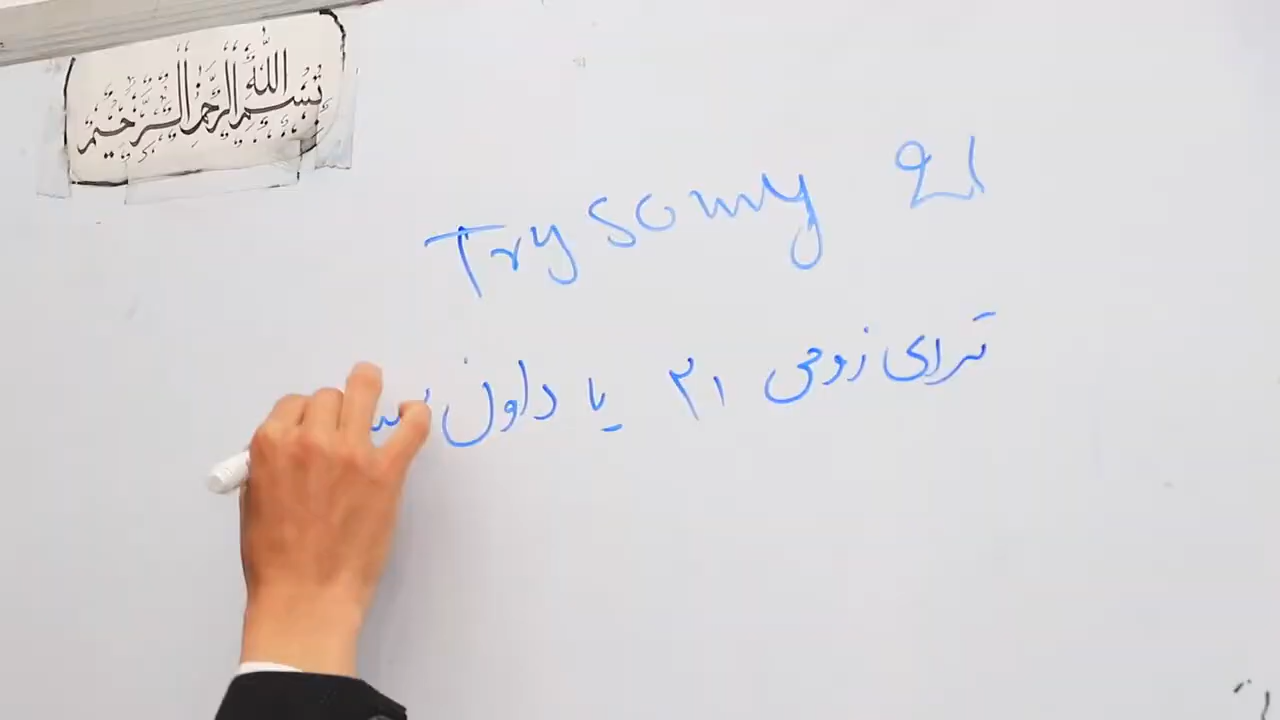 بسم الله الرحمن الرحیم
Trysomy 21
ترای زومی ۲۱ یا داون